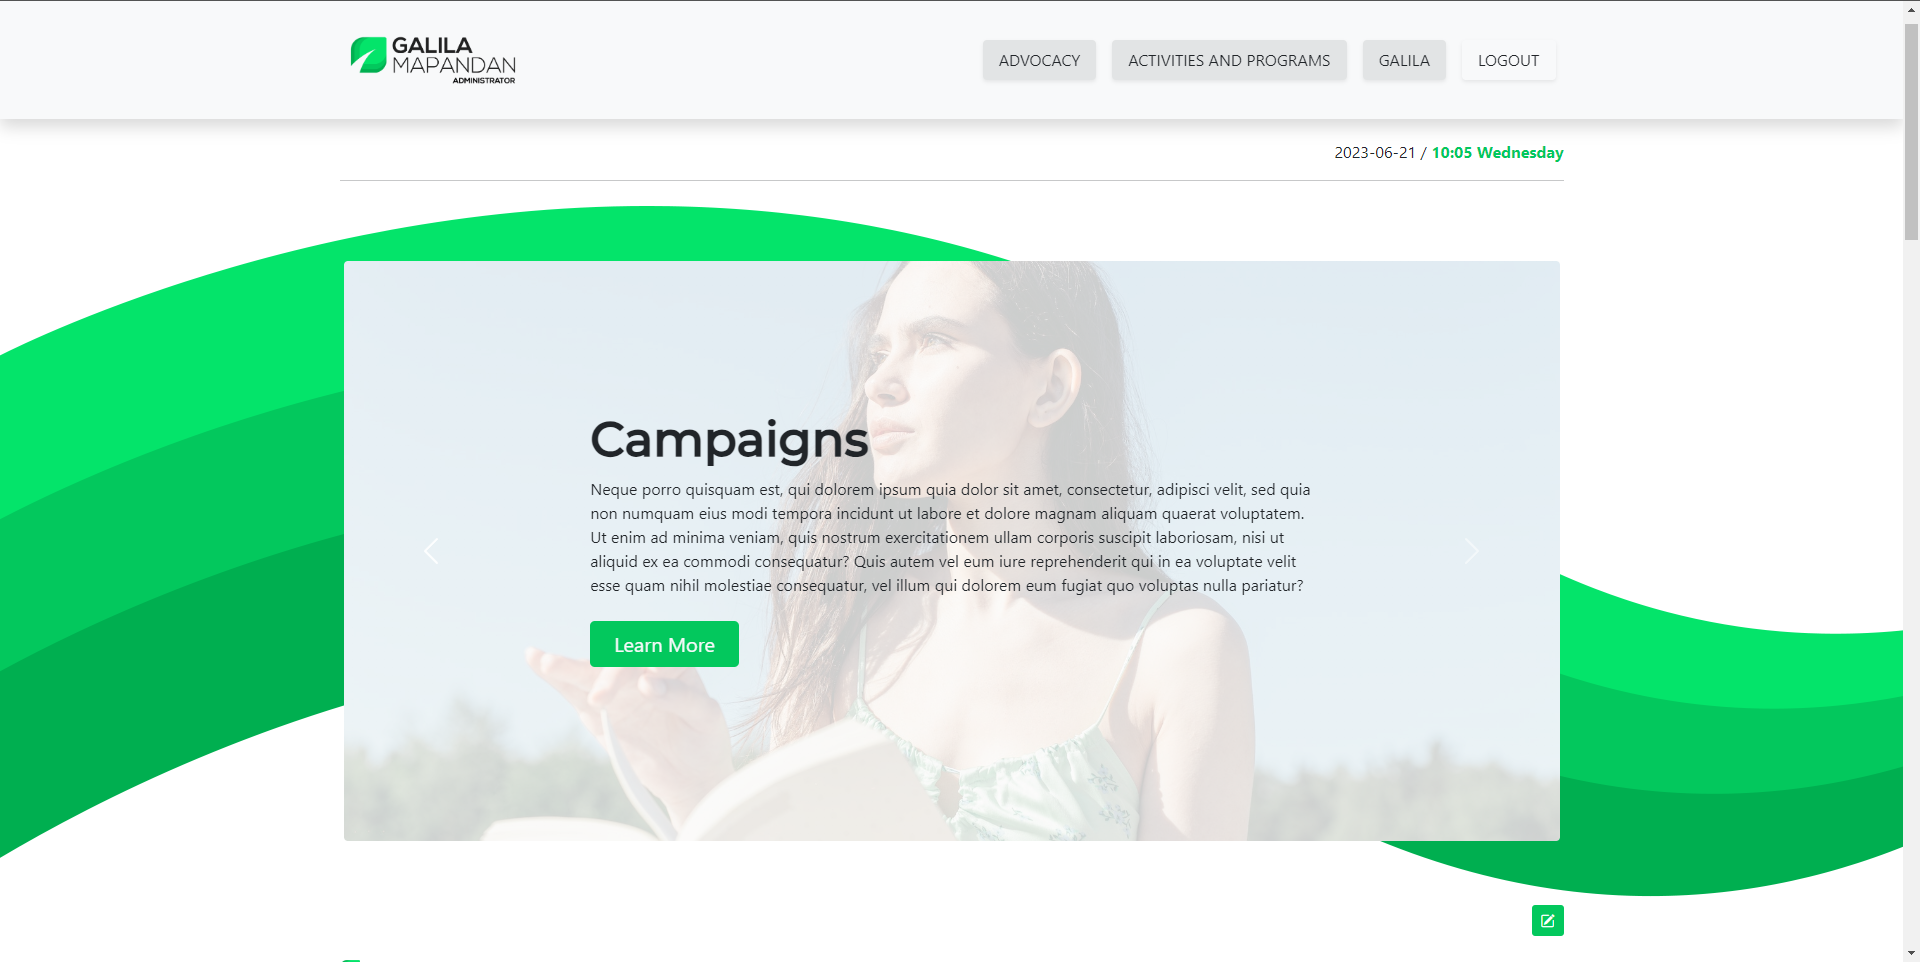 GALILA
MAPANDAN
ADMINISTRATOR
ADVOCACY
ACTIVITIES AND PROGRAMS
GALILA
LOGOUT
2023-06-21 / 10:05 Wednesday
Campaigns
Neque porro quisquam est, qui dolorem ipsum quia dolor sit amet, consectetur, adipisci velit, sed quia
non numquam eius modi tempora incidunt ut labore et dolore magnam aliquam quaerat voluptatem.
Ut enim ad minima veniam, quis nostrum exercitationem ullam corporis suscipit laboriosam, nisi ut
aliquid ex ea commodi consequatur? Quis autem vel eum iure reprehenderit qui in ea voluptate velit
esse quam nihil molestiae consequatur, vel illum qui dolorem eum fugiat quo voluptas nulla pariatur?
Learn More